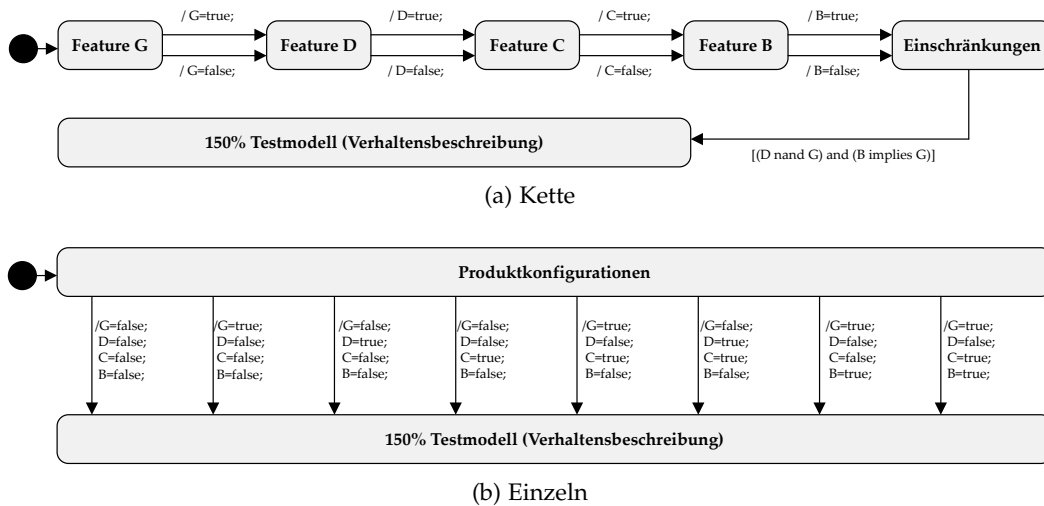 / G=true; / D=true; / C=true; / B=true;
Feature G Feature D Feature C Feature B Einschränkungen
/ G=false; / D=false; / C=false; / B=false;
150% Testmodell (Verhaltensbeschreibung)
[(D nand G) and (B implies G)]
(a) Kette
Produktkonfigurationen
/G=false; /G=true; /G=false; /G=false; /G=true; /G=false; /G=true; /G=true;
D=false; D=false; D=true; D=false; D=false; D=true; D=false; D=false;
C=false; C=false; C=false; C=true; C=true; C=true; C=false; C=true;
B=false; B=false; B=false; B=false; B=false; B=false; B=true; B=true;
150% Testmodell (Verhaltensbeschreibung)
(b) Einzeln